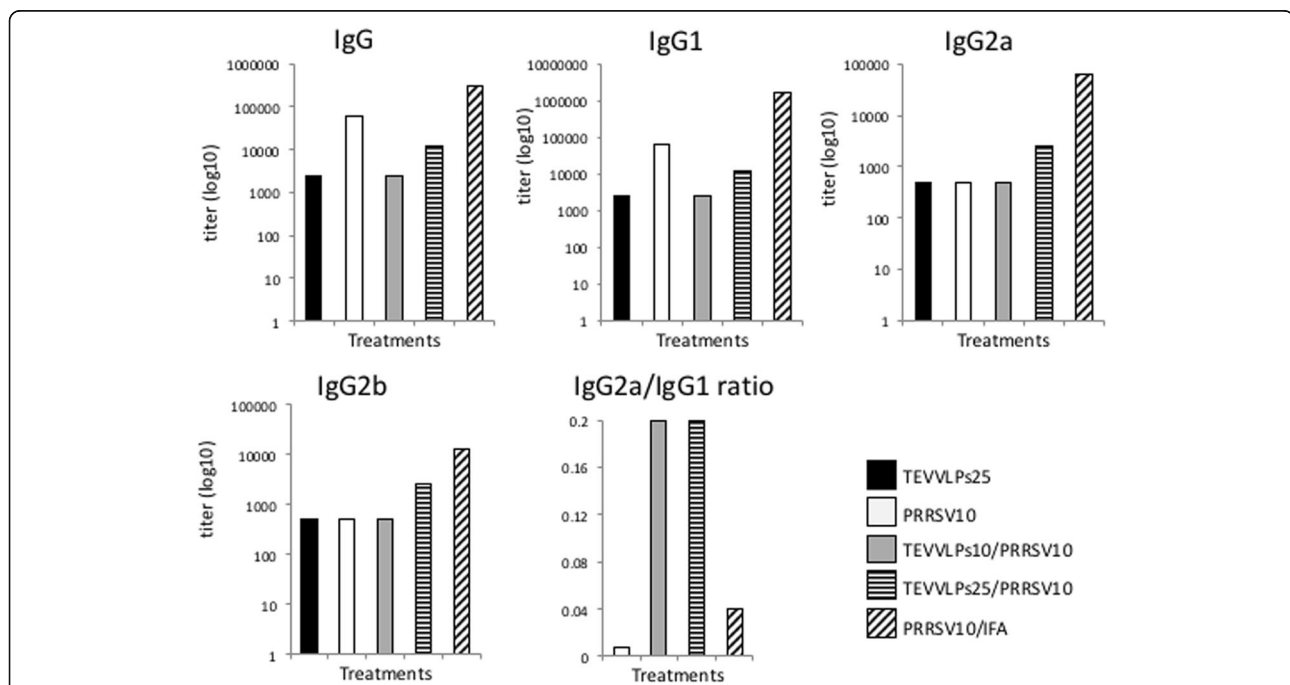 IgG
1000000
100000
10000
1000
100
10
1
titer (log10)
Treatments
IgG1
10000000
1000000
100000
10000
1000
100
10
1
titer (log10)
Treatments
IgG2a
100000
10000
1000
100
10
1
titer (log10)
Treatments
IgG2b
100000
10000
1000
100
10
1
titer (log10)
Treatments
IgG2a/IgG1 ratio
0.2
0.16
0.12
0.08
0.04
0
Treatments
TEVVLPs25
PRRSV10
TEVVLPs10/PRRSV10
TEVVLPs25/PRRSV10
PRRSV10/IFA